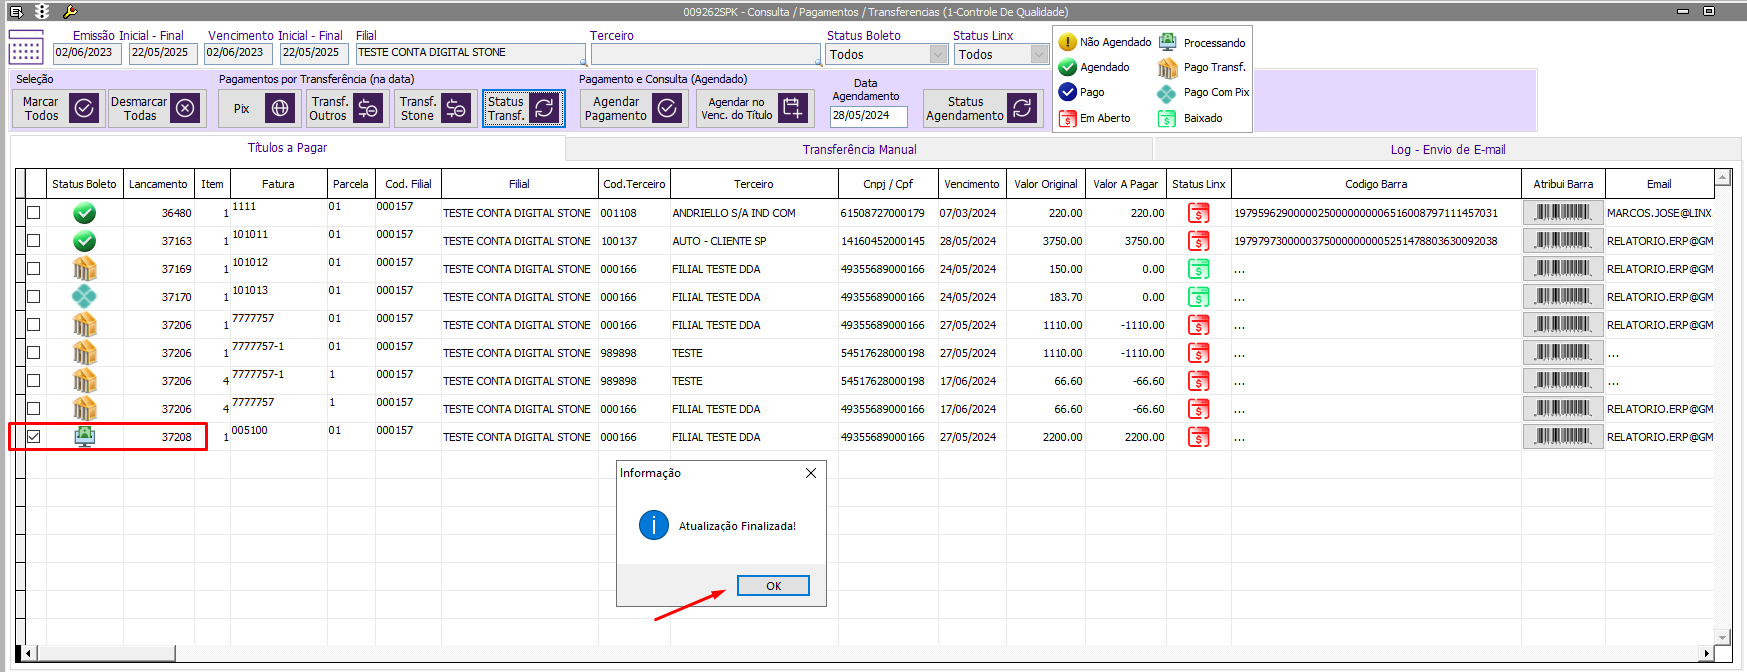 009262SPK - Consulta / Pagamentos / Transferencias (1-Controle De Qualidade)
Emissão Inicial - Final Vencimento Inicial - Final Filial Terceiro Status Boleto Status Linx
02/06/2023 22/05/2025 02/06/2023 22/05/2025 TESTE CONTA DIGITAL STONE Todos Todos
Não Agendado Processando
Agendado Pago Transf.
Pago Pago Com Pix
Em Aberto Baixado
Seleção Pagamentos por Transferência (na data) Pagamento e Consulta (Agendado)
Marcar Todos Desmarcar Todas Pix Transf. Outros Transf. Stone Status Transf. Agendar Pagamento Agendar no Venc. do Título Data Agendamento 28/05/2024 Status Agendamento
Títulos a Pagar Transferência Manual Log - Envio de E-mail
Status Boleto Lancamento Item Fatura Parcela Cod. Filial Filial Cod.Terceiro Terceiro Cnpj / Cpf Vencimento Valor Original Valor A Pagar Status Linx Codigo Barra Atribui Barra Email
36480 1 1111 01 000157 TESTE CONTA DIGITAL STONE 001108 ANDRIELLO S/A IND COM 61508727000179 07/03/2024 220.00 220.00 19795962900000250000000006516008797111457031 MARCOS.JOSE@LINX
37163 1 101011 01 000157 TESTE CONTA DIGITAL STONE 100137 AUTO - CLIENTE SP 14160452000145 28/05/2024 3750.00 3750.00 19797973000003750000000005251478803630092038 RELATORIO.ERP@GM
37169 1 101012 01 000157 TESTE CONTA DIGITAL STONE 000166 FILIAL TESTE DDA 49355689000166 24/05/2024 150.00 0.00 ... RELATORIO.ERP@GM
37170 1 101013 01 000157 TESTE CONTA DIGITAL STONE 000166 FILIAL TESTE DDA 49355689000166 24/05/2024 183.70 0.00 ... RELATORIO.ERP@GM
37206 1 7777757 01 000157 TESTE CONTA DIGITAL STONE 000166 FILIAL TESTE DDA 49355689000166 27/05/2024 1110.00 -1110.00 ... RELATORIO.ERP@GM
37206 1 7777757-1 01 000157 TESTE CONTA DIGITAL STONE 989898 TESTE 54517628000198 27/05/2024 1110.00 -1110.00 ... ...
37206 4 7777757-1 1 000157 TESTE CONTA DIGITAL STONE 989898 TESTE 54517628000198 17/06/2024 66.60 -66.60 ... ...
37206 4 7777757 1 000157 TESTE CONTA DIGITAL STONE 000166 FILIAL TESTE DDA 49355689000166 17/06/2024 66.60 -66.60 ... RELATORIO.ERP@GM
37208 1 005100 01 000157 TESTE CONTA DIGITAL STONE 000166 FILIAL TESTE DDA 49355689000166 27/05/2024 2200.00 2200.00 ... RELATORIO.ERP@GM
Informação
Atualização Finalizada!
OK